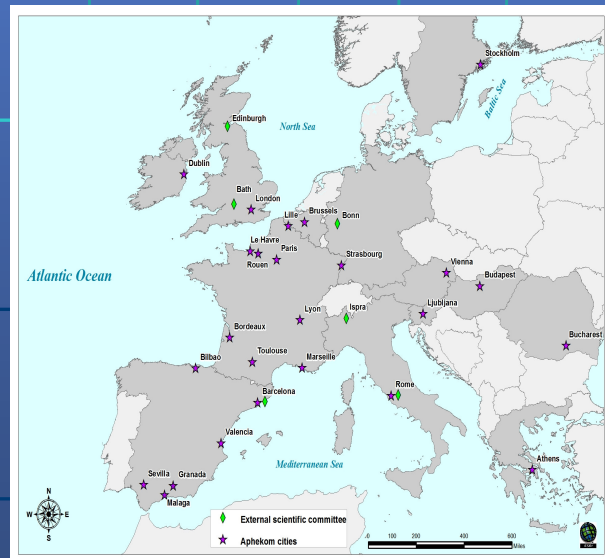 Stockholm
Baltic Sea
Edinburgh
North Sea
Dublin
Bath
London
Lille
Brussels
Bonn
Le Havre
Rouen
Paris
Strasbourg
Vienna
Budapest
Atlantic Ocean
Lyon
Ispra
Ljubljana
Bordeaux
Bucharest
Bilbao
Toulouse
Marseille
Barcelona
Rome
Valencia
Mediterranean Sea
Athens
Sevilla
Granada
Malaga
N
W
E
S
External scientific committee
Aphekom cities
0 200 400 600
Miles